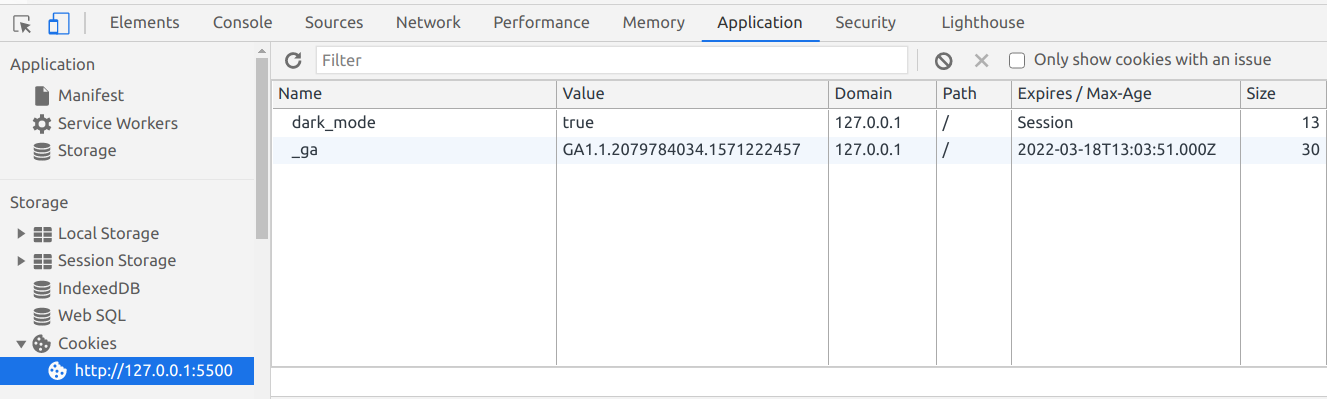 Elements Console Sources Network Performance Memory Application Security Lighthouse
Application
Manifest
Service Workers
Storage
Storage
Local Storage
Session Storage
IndexedDB
Web SQL
Cookies
http://127.0.0.1:5500
Filter Only show cookies with an issue
Name Value Domain Path Expires / Max-Age Size
dark_mode true 127.0.0.1 / Session 13
_ga GA1.1.2079784034.1571222457 127.0.0.1 / 2022-03-18T13:03:51.000Z 30